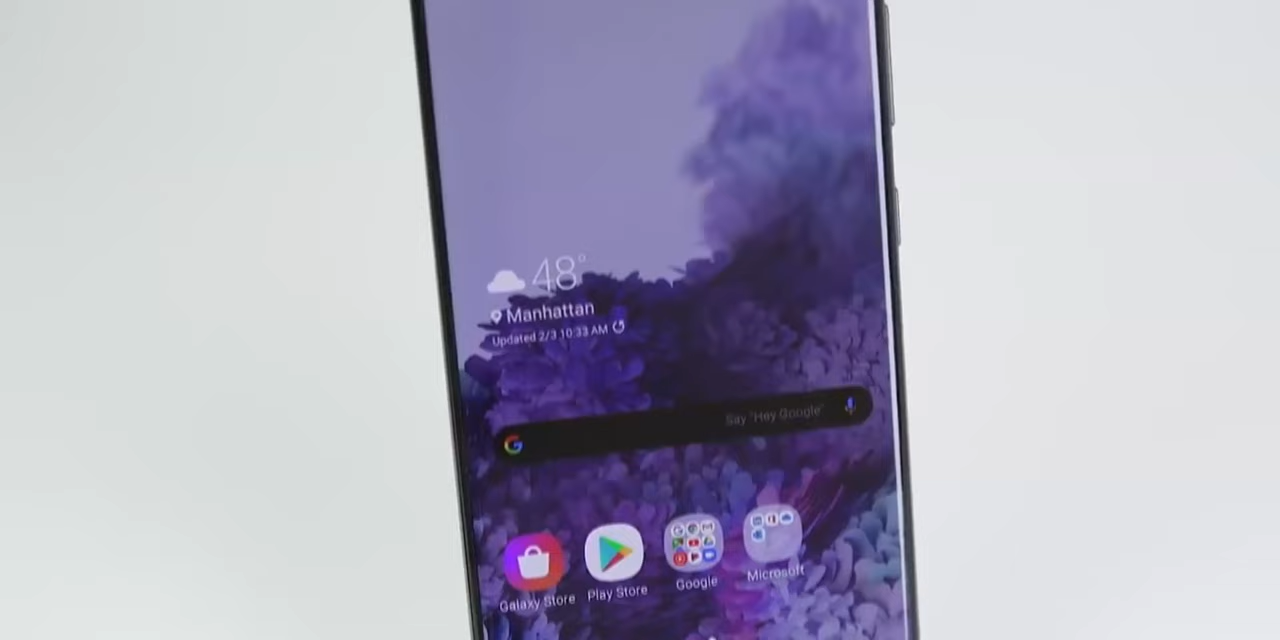 48°
Manhattan
Updated 2/3 10:33 AM
Say "Hey Google"
Galaxy Store
Play Store
Google
Microsoft